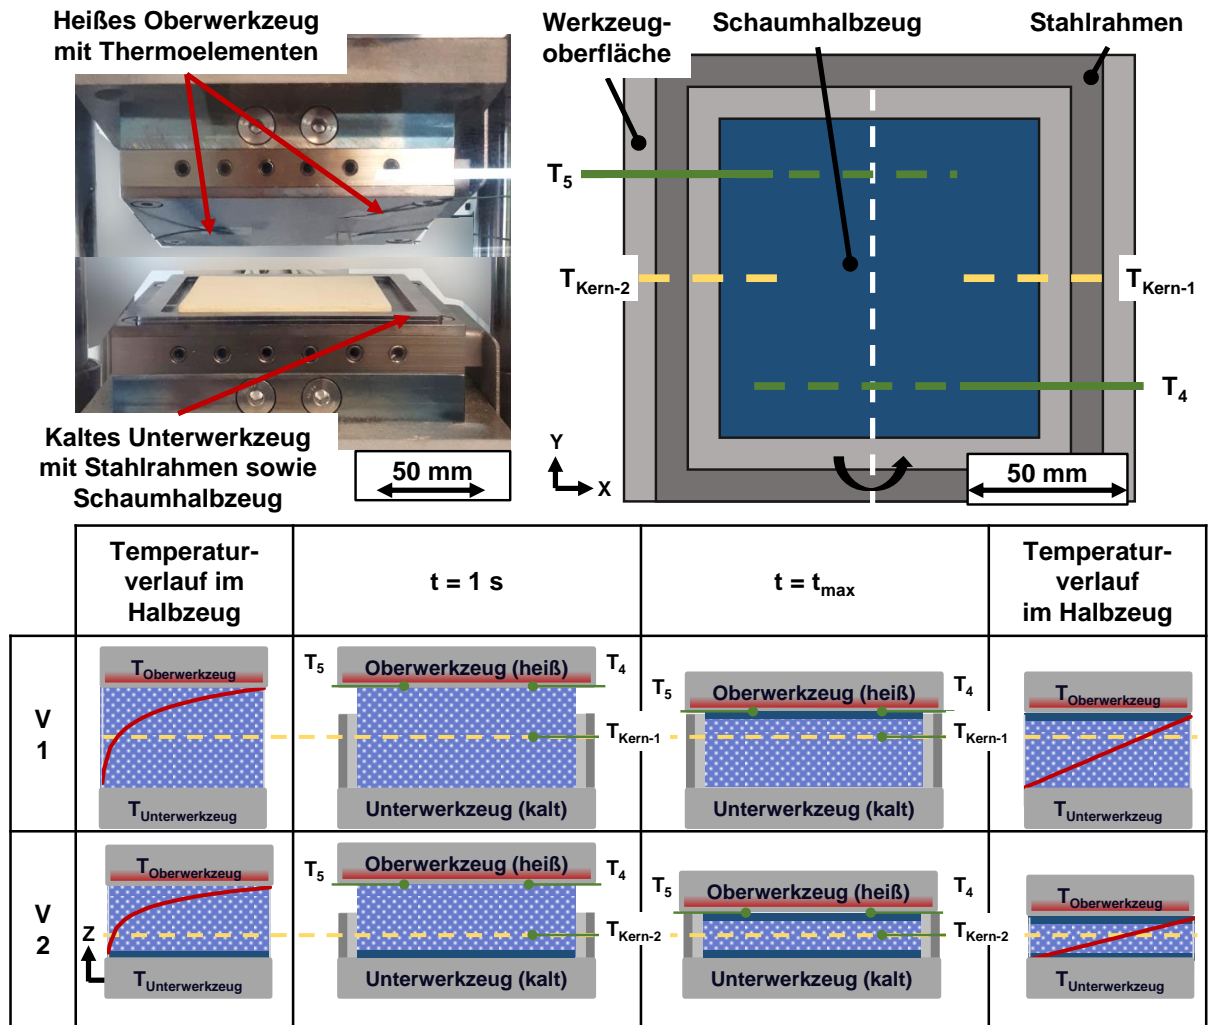 Heißes Oberwerkzeug
mit Thermoelementen
Kaltes Unterwerkzeug
mit Stahlrahmen sowie
Schaumhalbzeug
50 mm
Werkzeug-
oberfläche
Schaumhalbzeug
Stahlrahmen
T5
TKern-2
TKern-1
T4
Y
X
50 mm
Temperatur-
verlauf im
Halbzeug
t = 1 s
t = tmax
Temperatur-
verlauf
im Halbzeug
V
1
TOberwerkzeug
TUnterwerkzeug
T5
Oberwerkzeug (heiß)
T4
TKern-1
Unterwerkzeug (kalt)
T5
Oberwerkzeug (heiß)
T4
TKern-1
Unterwerkzeug (kalt)
TOberwerkzeug
TUnterwerkzeug
V
2
Z
TOberwerkzeug
TUnterwerkzeug
T5
Oberwerkzeug (heiß)
T4
TKern-2
Unterwerkzeug (kalt)
T5
Oberwerkzeug (heiß)
T4
TKern-2
Unterwerkzeug (kalt)
TOberwerkzeug
TUnterwerkzeug